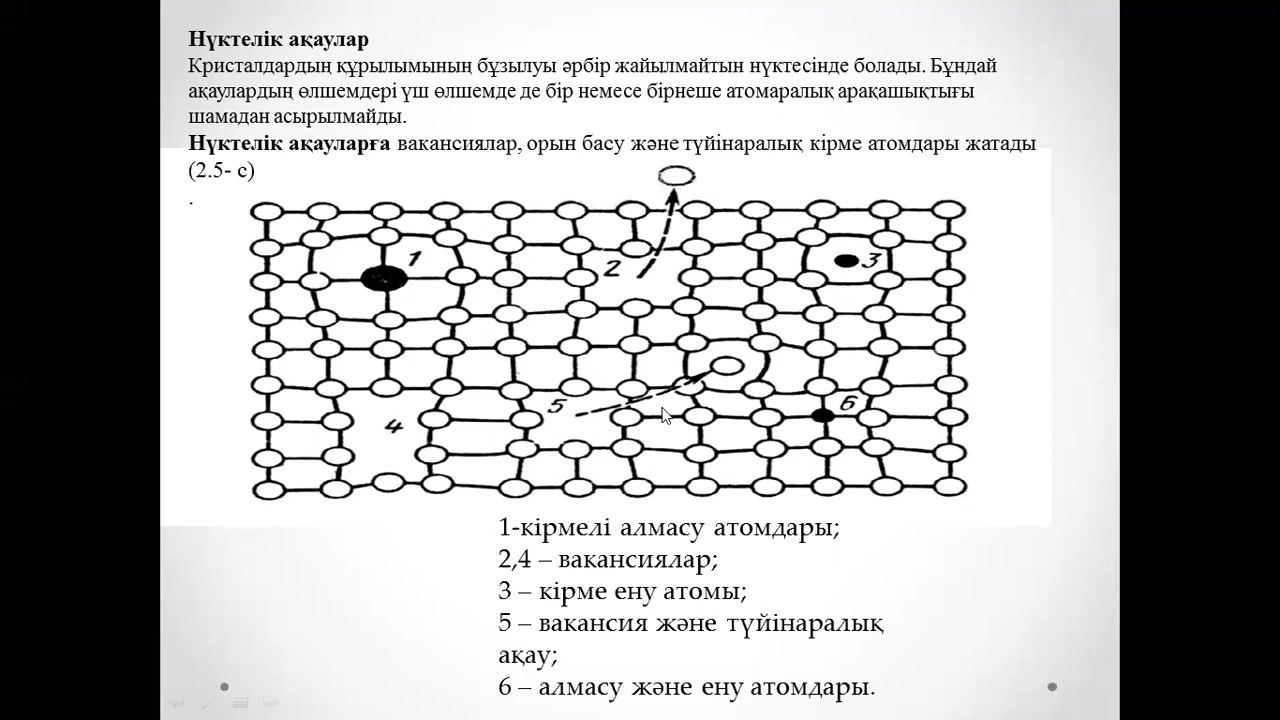 Нүктелік ақаулар
Кристалдардың құрылымының бұзылуы әрбір жайылмайтын нүктесінде болады. Бұндай
ақаулардың өлшемдері үш өлшемде де бір немесе бірнеше атомаралық арақашықтығы
шамадан асырылмайды.
Нүктелік ақауларға вакансиялар, орын басу және түйінаралық кірме атомдары жатады
(2.5- с)
.
1
2
3
4
5
6
1-кірмелі алмасу атомдары;
2,4 – вакансиялар;
3 – кірме ену атомы;
5 – вакансия және түйінаралық
ақау;
6 – алмасу және ену атомдары.